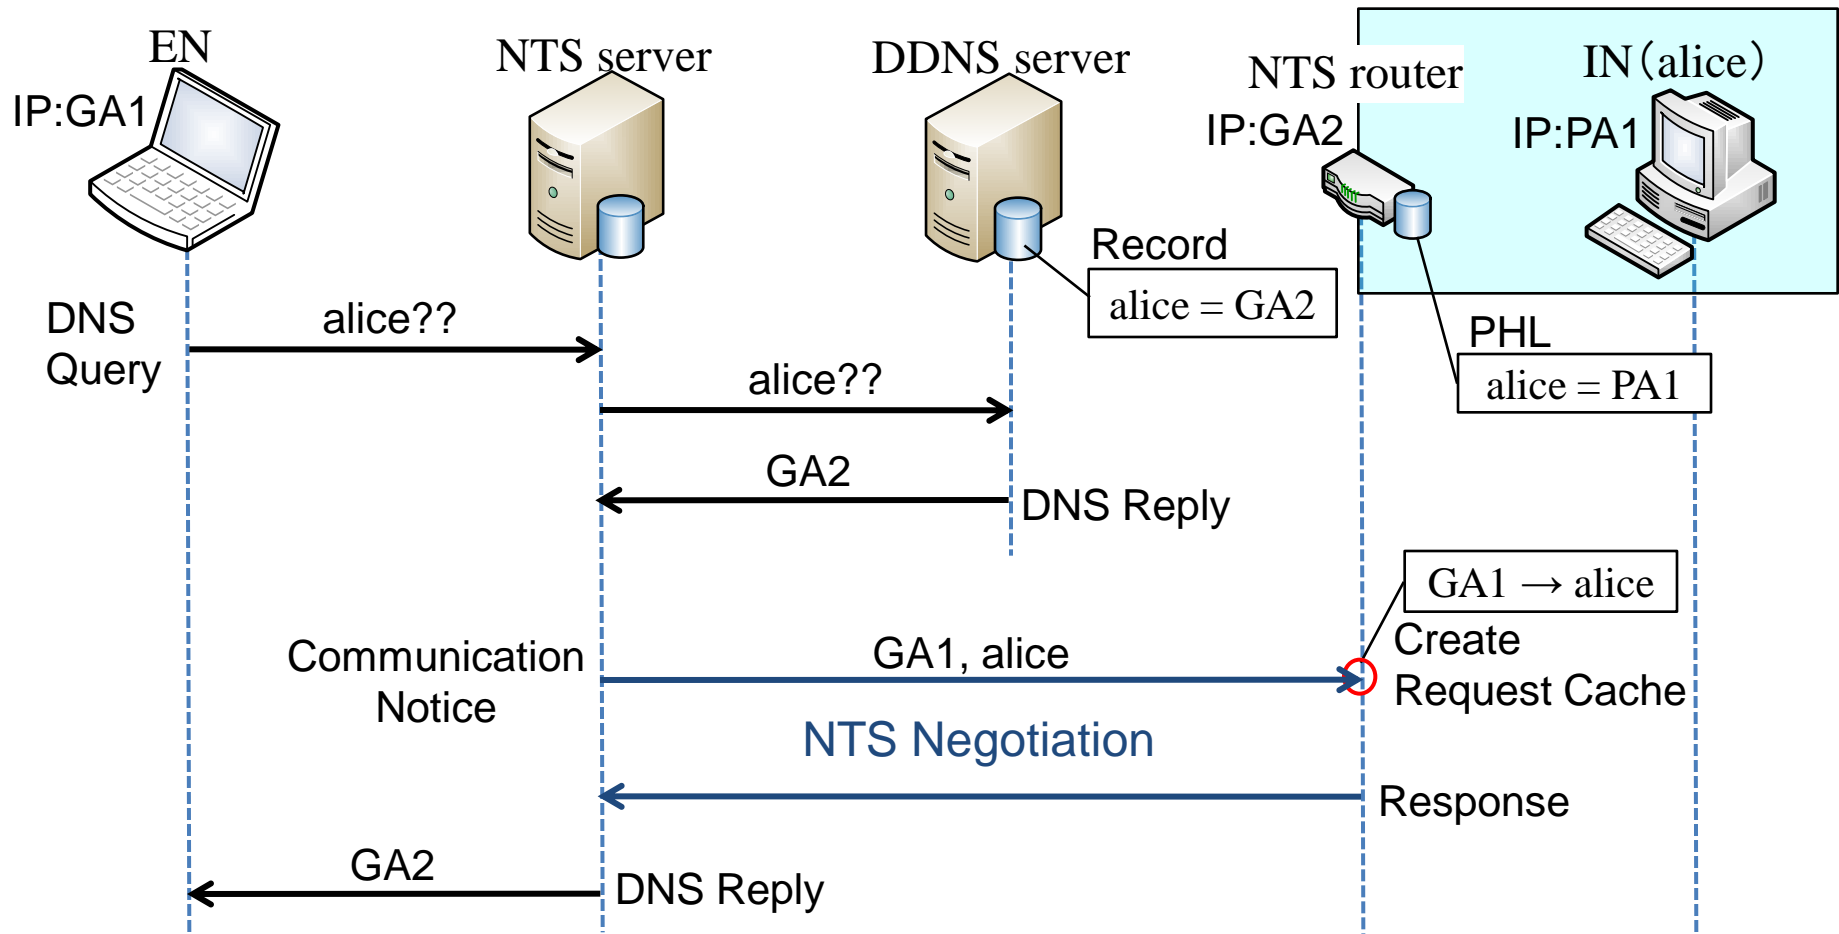 EN
IP:GA1
NTS server
DDNS server
NTS router
IP:GA2
IN（alice）
IP:PA1
Record
alice = GA2
PHL
alice = PA1
DNS
Query
alice??
alice??
GA2
DNS Reply
GA1 → alice
Create
Request Cache
Communication
Notice
GA1, alice
NTS Negotiation
Response
GA2
DNS Reply